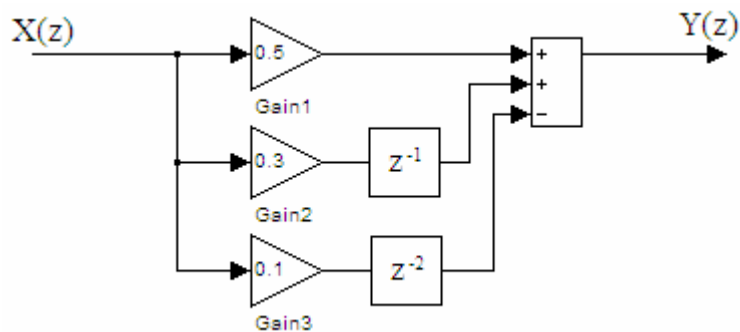 X(z)
Y(z)
0.5
+
Gain1
+
−
0.3
z⁻¹
Gain2
0.1
z⁻²
Gain3